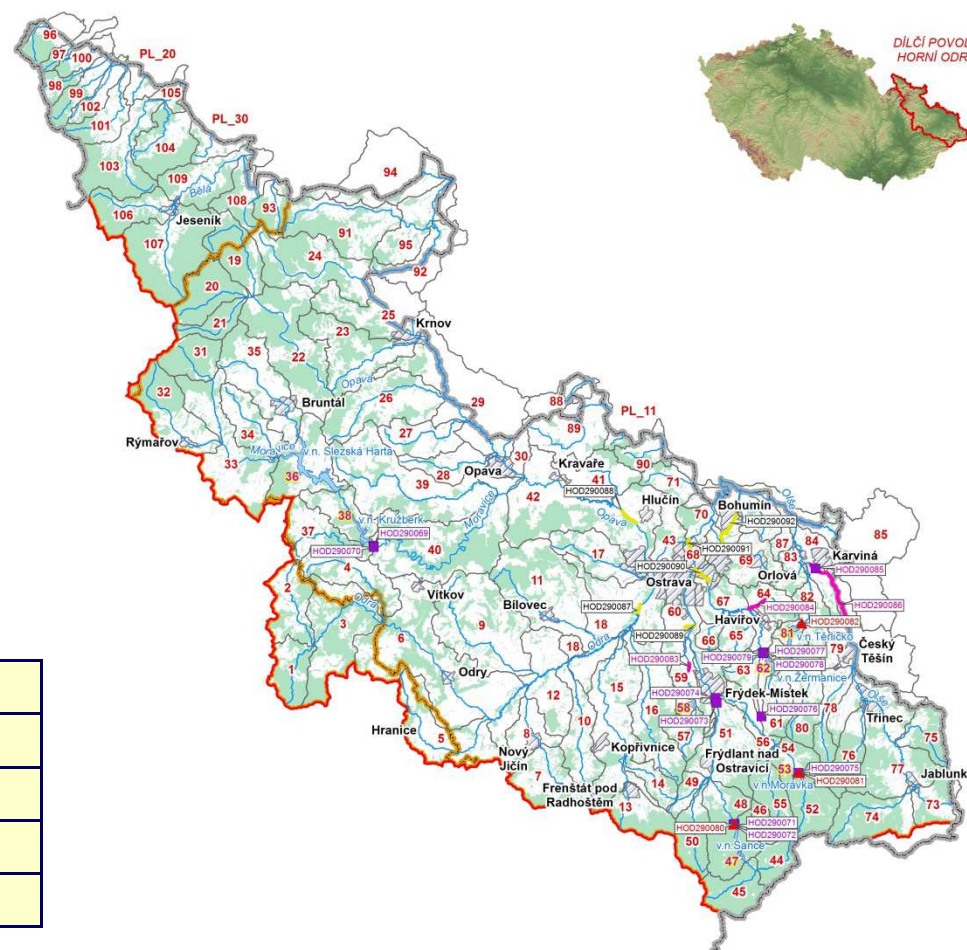 DÍLČÍ POVO
HORNÍ ODR
96
97
100
PL_20
98
99
102
105
101
PL_30
104
103
94
109
Bělá
108
93
106
Jeseník
107
91
95
24
19
92
20
25
21
Krnov
23
31
35
22
Opava
32
Bruntál
26
29
88
34
27
89
PL_11
Rýmařov
Moravice
v.n. Slezská Harta
30
33
Opava
Kravaře
90
28
41
71
36
39
HOD290088
42
Hlučín
Bohumín
Olše
38
Moravice
Opava
70
HOD290092
85
v.n. Kružberk
HOD290069
37
43
87
84
HOD290070
40
17
68
HOD290091
83
Karviná
4
HOD290090
69
Orlová
HOD290085
2
Ostrava
Odra
Vítkov
11
64
82
HOD290086
3
Bílovec
HOD290087
60
67
HOD290084
18
Havířov
HOD290082
6
9
66
65
81
v.n. Těrlicko
Český
Těšín
HOD290089
HOD290077
1
18
Odra
HOD290083
HOD290079
HOD290078
79
59
63
62
v.n. Žermanice
Odry
15
HOD290074
Frýdek-Místek
Olše
12
16
58
HOD290076
78
Třinec
HOD290073
61
Hranice
10
57
51
80
5
8
Kopřivnice
56
54
75
Nový
Jičín
Frýdlant nad
Ostravicí
76
53
HOD290075
77
Jablunk
7
14
49
v.n. Morávka
HOD290081
Frenštát pod
Radhoštěm
13
48
46
55
52
73
HOD290080
HOD290071
74
50
HOD290072
v.n. Šance
47
44
45